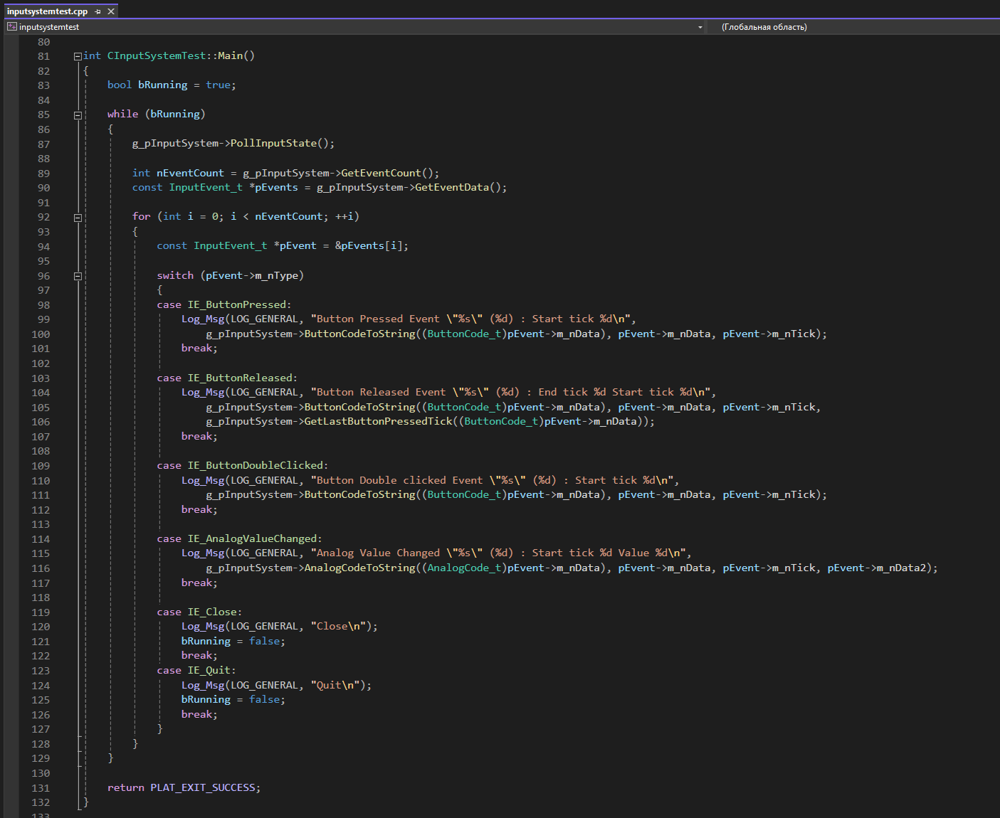 inputsystemtest.cpp
inputsystemtest (Глобальная область)
80
81 int CInputSystemTest::Main()
82 {
83 bool bRunning = true;
84
85 while (bRunning)
86 {
87 g_pInputSystem->PollInputState();
88
89 int nEventCount = g_pInputSystem->GetEventCount();
90 const InputEvent_t *pEvents = g_pInputSystem->GetEventData();
91
92 for (int i = 0; i < nEventCount; ++i)
93 {
94 const InputEvent_t *pEvent = &pEvents[i];
95
96 switch (pEvent->m_nType)
97 {
98 case IE_ButtonPressed:
99 Log_Msg(LOG_GENERAL, "Button Pressed Event \"%s\" (%d) : Start tick %d\n",
100 g_pInputSystem->ButtonCodeToString((ButtonCode_t)pEvent->m_nData), pEvent->m_nData, pEvent->m_nTick);
101 break;
102
103 case IE_ButtonReleased:
104 Log_Msg(LOG_GENERAL, "Button Released Event \"%s\" (%d) : End tick %d Start tick %d\n",
105 g_pInputSystem->ButtonCodeToString((ButtonCode_t)pEvent->m_nData), pEvent->m_nData, pEvent->m_nTick,
106 g_pInputSystem->GetLastButtonPressedTick((ButtonCode_t)pEvent->m_nData));
107 break;
108
109 case IE_ButtonDoubleClicked:
110 Log_Msg(LOG_GENERAL, "Button Double clicked Event \"%s\" (%d) : Start tick %d\n",
111 g_pInputSystem->ButtonCodeToString((ButtonCode_t)pEvent->m_nData), pEvent->m_nData, pEvent->m_nTick);
112 break;
113
114 case IE_AnalogValueChanged:
115 Log_Msg(LOG_GENERAL, "Analog Value Changed \"%s\" (%d) : Start tick %d Value %d\n",
116 g_pInputSystem->AnalogCodeToString((AnalogCode_t)pEvent->m_nData), pEvent->m_nData, pEvent->m_nTick, pEvent->m_nData2);
117 break;
118
119 case IE_Close:
120 Log_Msg(LOG_GENERAL, "Close\n");
121 bRunning = false;
122 break;
123 case IE_Quit:
124 Log_Msg(LOG_GENERAL, "Quit\n");
125 bRunning = false;
126 break;
127 }
128 }
129 }
130
131 return PLAT_EXIT_SUCCESS;
132 }
133